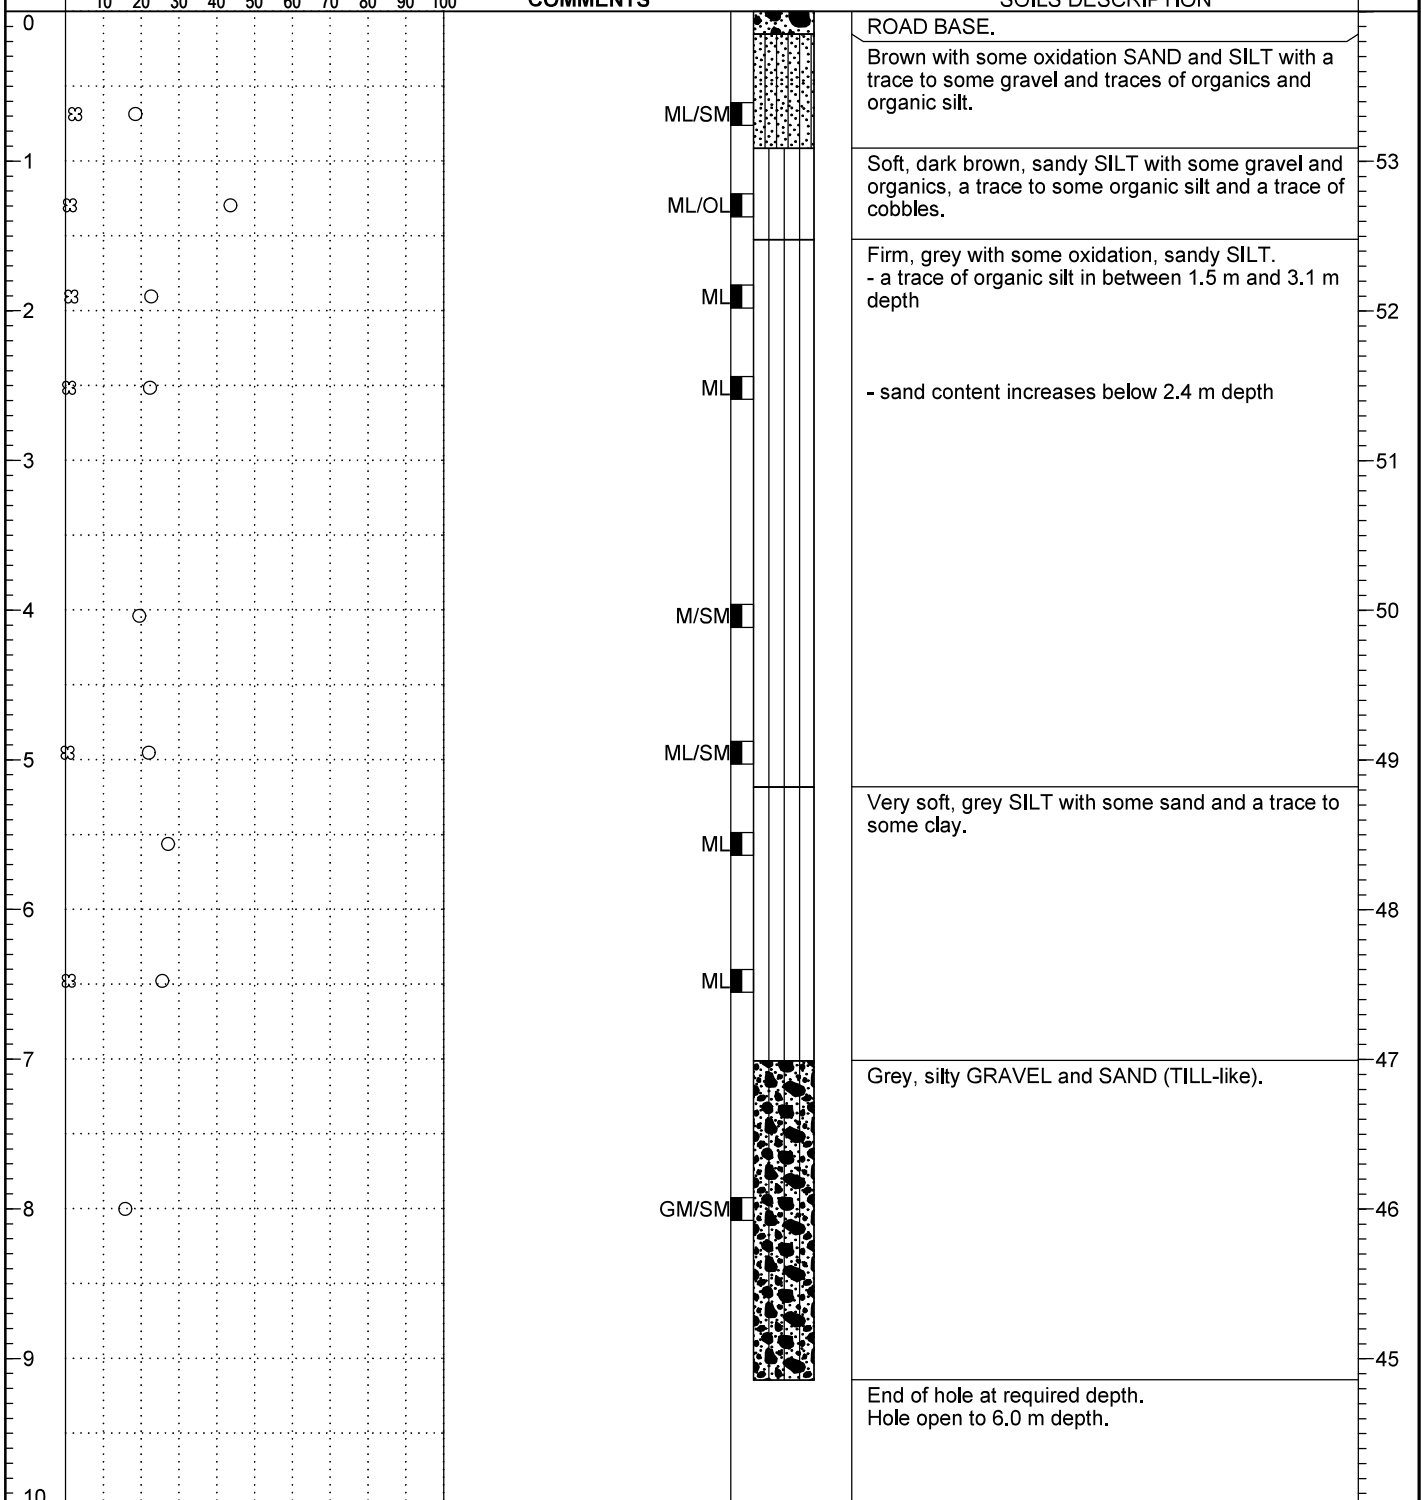 10 20 30 40 50 60 70 80 90 100 COMMENTS SOILS DESCRIPTION
0
ROAD BASE.
Brown with some oxidation SAND and SILT with a
trace to some gravel and traces of organics and
organic silt.
ML/SM
1
53
Soft, dark brown, sandy SILT with some gravel and
organics, a trace to some organic silt and a trace of
cobbles.
ML/OL
Firm, grey with some oxidation, sandy SILT.
- a trace of organic silt in between 1.5 m and 3.1 m
depth
ML
2
52
ML
- sand content increases below 2.4 m depth
3
51
4
50
M/SM
ML/SM
5
49
Very soft, grey SILT with some sand and a trace to
some clay.
ML
6
48
ML
7
47
Grey, silty GRAVEL and SAND (TILL-like).
8
GM/SM
46
9
45
End of hole at required depth.
Hole open to 6.0 m depth.
10